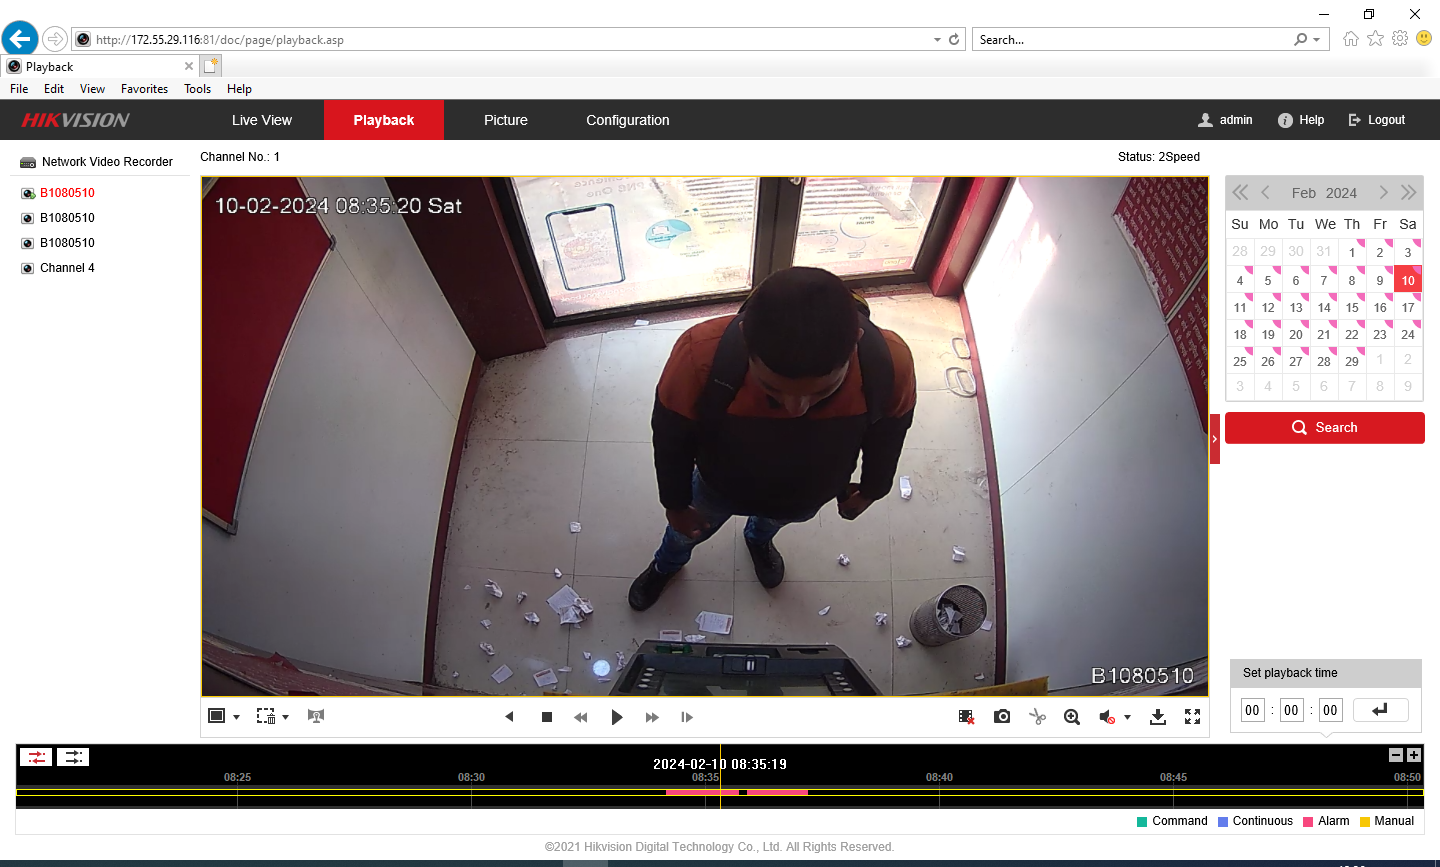 http://172.55.29.116:81/doc/page/playback.asp
Search...
Playback
File Edit View Favorites Tools Help
HIKVISION
Live View Playback Picture Configuration
admin Help Logout
Network Video Recorder
B1080510
B1080510
B1080510
Channel 4
Channel No.: 1
Status: 2Speed
10-02-2024 08:35:20 Sat
B1080510
Feb 2024
Su Mo Tu We Th Fr Sa
28 29 30 31 1 2 3
4 5 6 7 8 9 10
11 12 13 14 15 16 17
18 19 20 21 22 23 24
25 26 27 28 29 1 2
3 4 5 6 7 8 9
Search
Set playback time
00 : 00 : 00
2024-02-10 08:35:19
08:25 08:30 08:35 08:40 08:45 08:50
Command Continuous Alarm Manual
©2021 Hikvision Digital Technology Co., Ltd. All Rights Reserved.